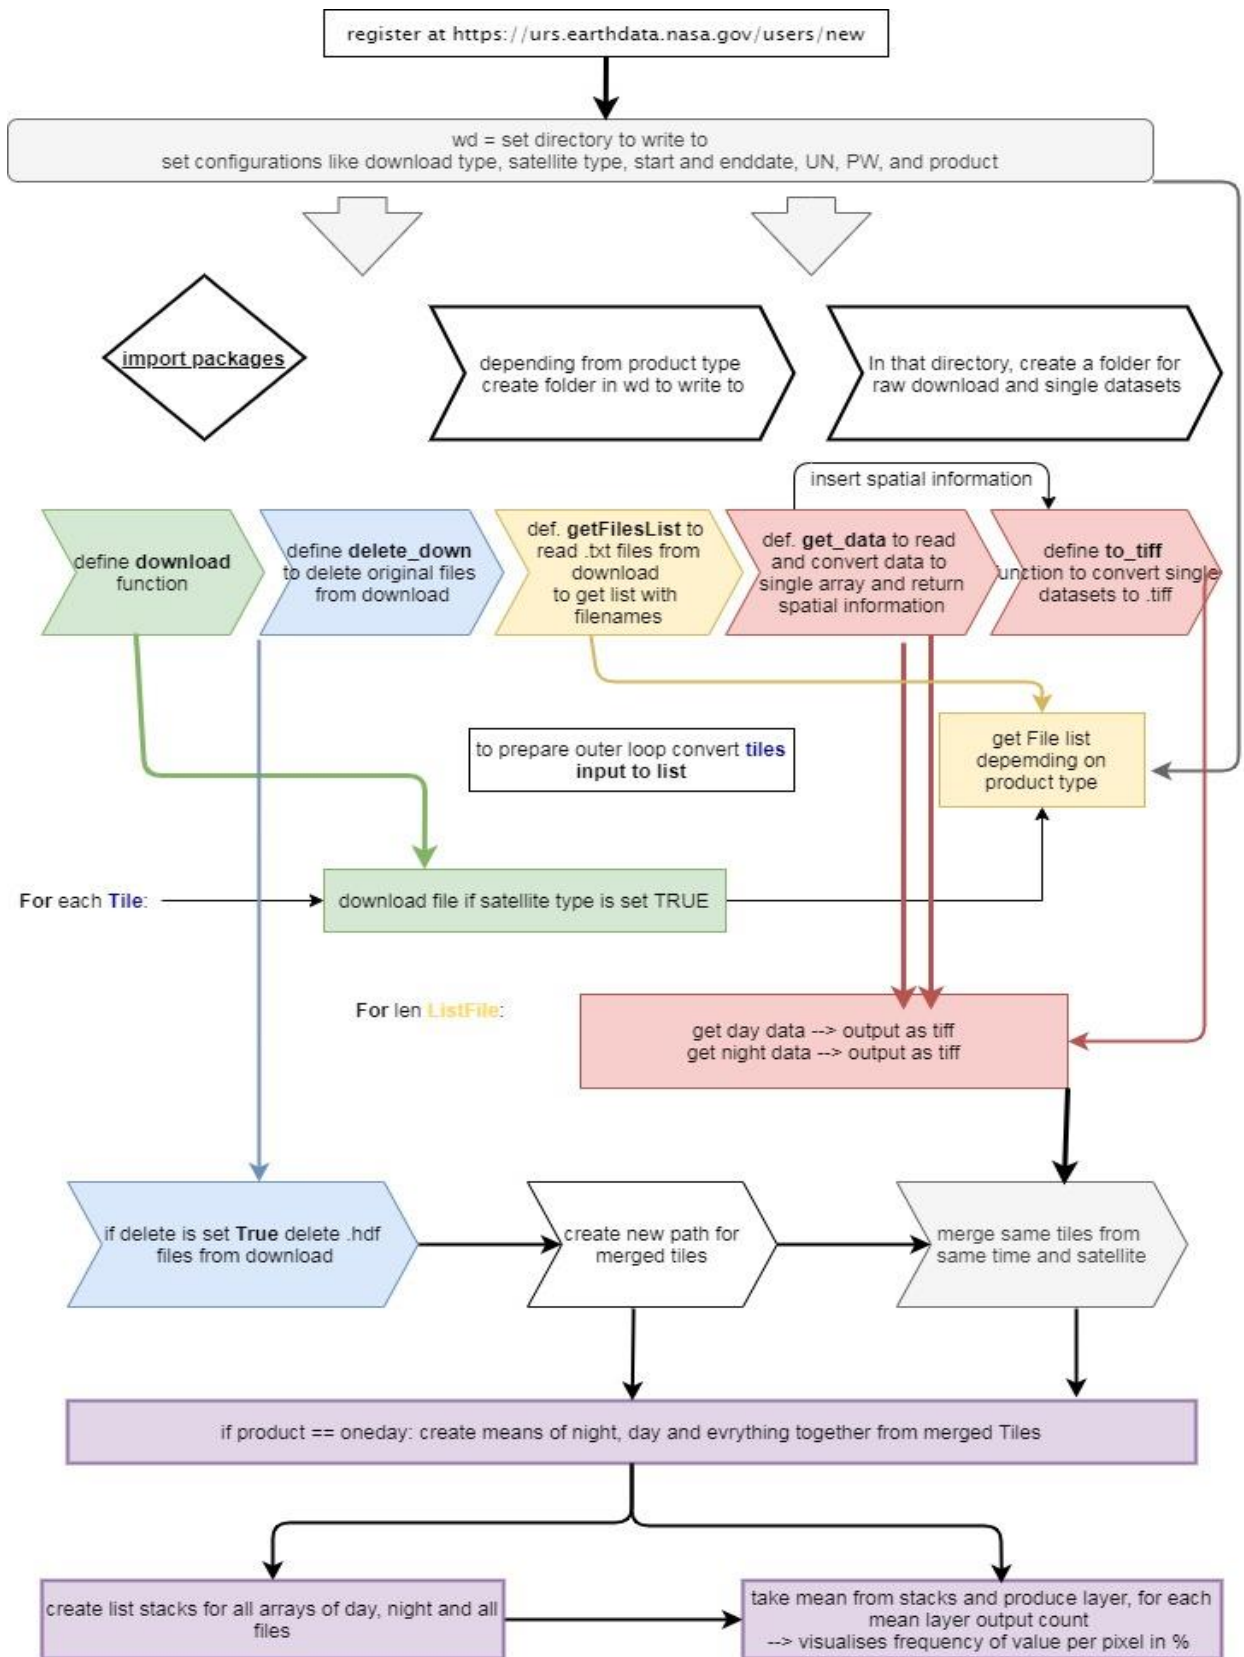 register at https://urs.earthdata.nasa.gov/users/new
wd = set directory to write to
set configurations like download type, satellite type, start and enddate, UN, PW, and product
import packages
depending from product type
create folder in wd to write to
In that directory, create a folder for
raw download and single datasets
insert spatial information
define download
function
define delete_down
to delete original files
from download
def. getFilesList to
read .txt files from
download
to get list with
filenames
def. get_data to read
and convert data to
single array and return
spatial information
define to_tiff
unction to convert single
datasets to .tiff
to prepare outer loop convert tiles
input to list
get File list
depemding on
product type
For each Tile:
download file if satellite type is set TRUE
For len ListFile:
get day data --> output as tiff
get night data --> output as tiff
if delete is set True delete .hdf
files from download
create new path for
merged tiles
merge same tiles from
same time and satellite
if product == oneday: create means of night, day and evrything together from merged Tiles
create list stacks for all arrays of day, night and all
files
take mean from stacks and produce layer, for each
mean layer output count
--> visualises frequency of value per pixel in %